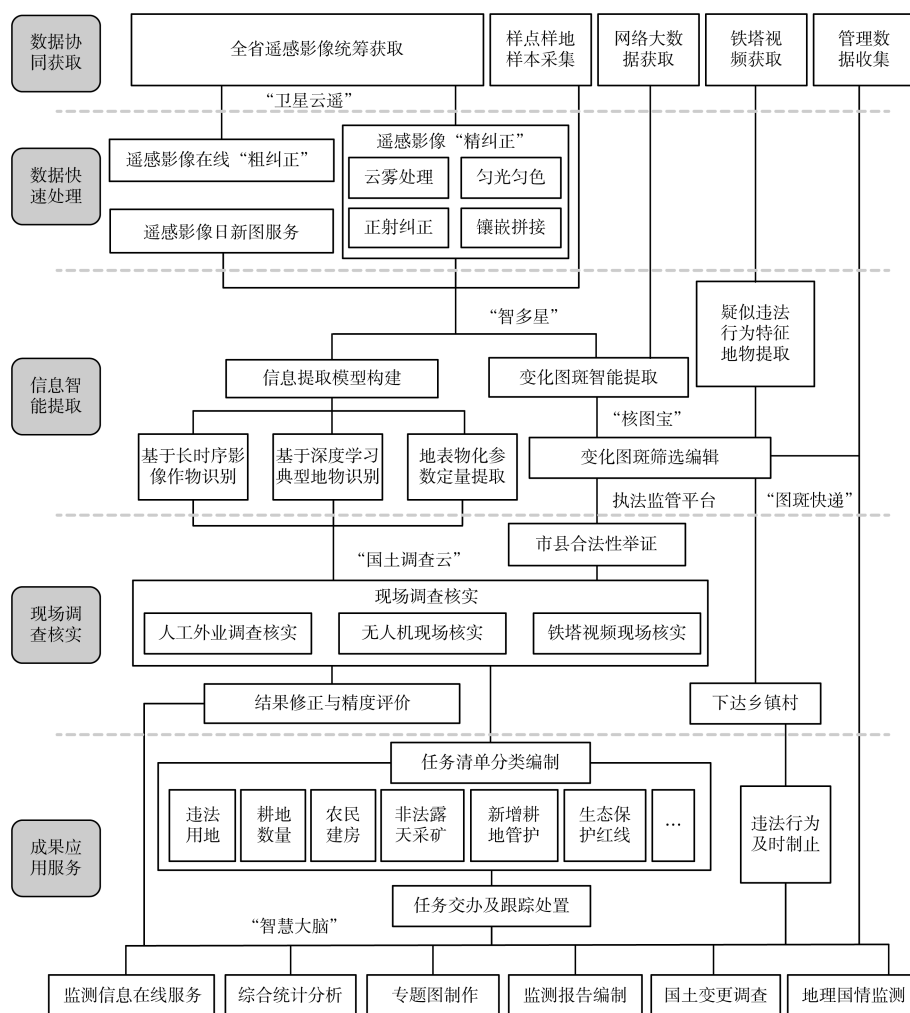 数据协
同获取
全省遥感影像统筹获取
样点样地
样本采集
网络大数
据获取
铁塔视
频获取
管理数
据收集
“卫星云遥”
数据快
速处理
遥感影像在线“粗纠正”
遥感影像日新图服务
遥感影像“精纠正”
云雾处理
匀光匀色
正射纠正
镶嵌拼接
“智多星”
疑似违法
行为特征
地物提取
信息智
能提取
信息提取模型构建
变化图斑智能提取
“核图宝”
基于长时序影
像作物识别
基于深度学习
典型地物识别
地表物化参
数定量提取
变化图斑筛选编辑
执法监管平台
“图斑快递”
市县合法性举证
“国土调查云”
现场调
查核实
现场调查核实
人工外业调查核实
无人机现场核实
铁塔视频现场核实
结果修正与精度评价
下达乡镇村
成果应
用服务
任务清单分类编制
违法
用地
耕地
数量
农民
建房
非法露
天采矿
新增耕
地管护
生态保
护红线
…
违法行为
及时制止
任务交办及跟踪处置
“智慧大脑”
监测信息在线服务
综合统计分析
专题图制作
监测报告编制
国土变更调查
地理国情监测